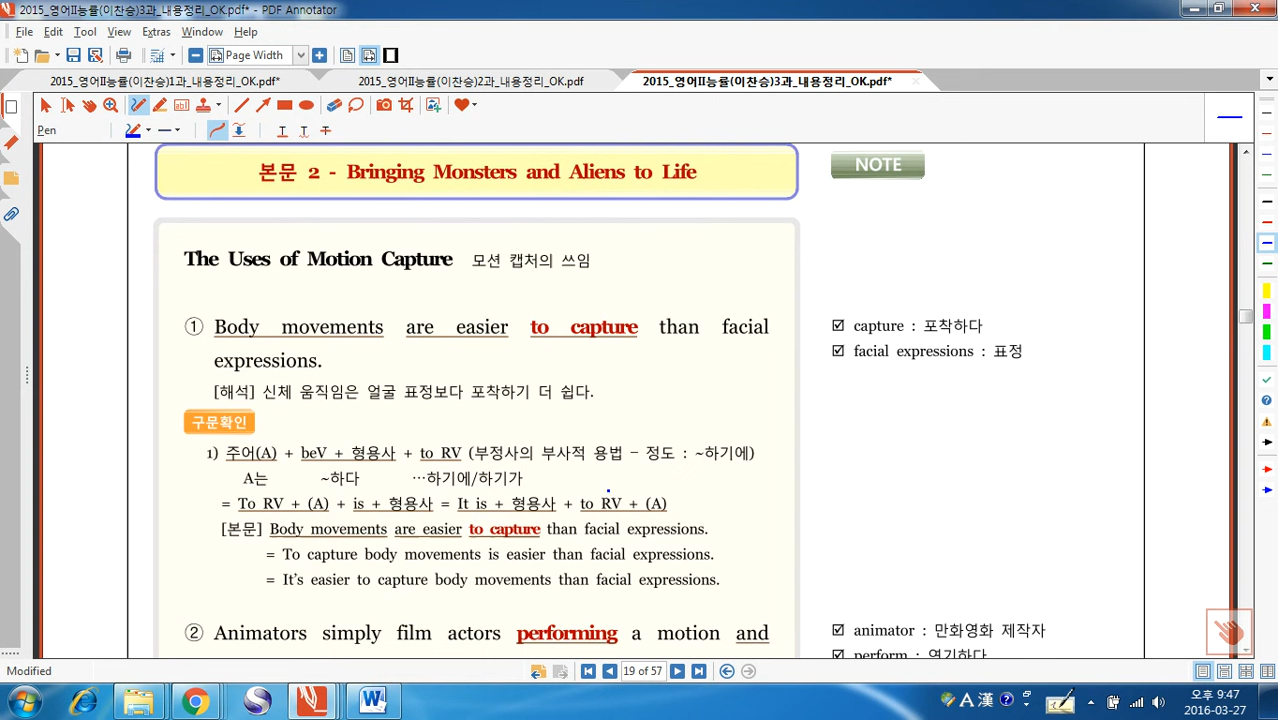 2015_영어II능률(이찬승)3과_내용정리_OK.pdf* - PDF Annotator
File Edit Tool View Extras Window Help
Page Width
2015_영어II능률(이찬승)1과_내용정리_OK.pdf*
2015_영어II능률(이찬승)2과_내용정리_OK.pdf
2015_영어II능률(이찬승)3과_내용정리_OK.pdf*
Pen
본문 2 - Bringing Monsters and Aliens to Life
NOTE
The Uses of Motion Capture 모션 캡처의 쓰임
① Body movements are easier to capture than facial
expressions.
[해석] 신체 움직임은 얼굴 표정보다 포착하기 더 쉽다.
☑ capture : 포착하다
☑ facial expressions : 표정
구문확인
1) 주어(A) + beV + 형용사 + to RV (부정사의 부사적 용법 - 정도 : ~하기에)
A는 ~하다 …하기에/하기가
= To RV + (A) + is + 형용사 = It is + 형용사 + to RV + (A)
[본문] Body movements are easier to capture than facial expressions.
= To capture body movements is easier than facial expressions.
= It's easier to capture body movements than facial expressions.
② Animators simply film actors performing a motion and
☑ animator : 만화영화 제작자
perform : 연기하다
Modified
19 of 57
A 漢
오후 9:47
2016-03-27